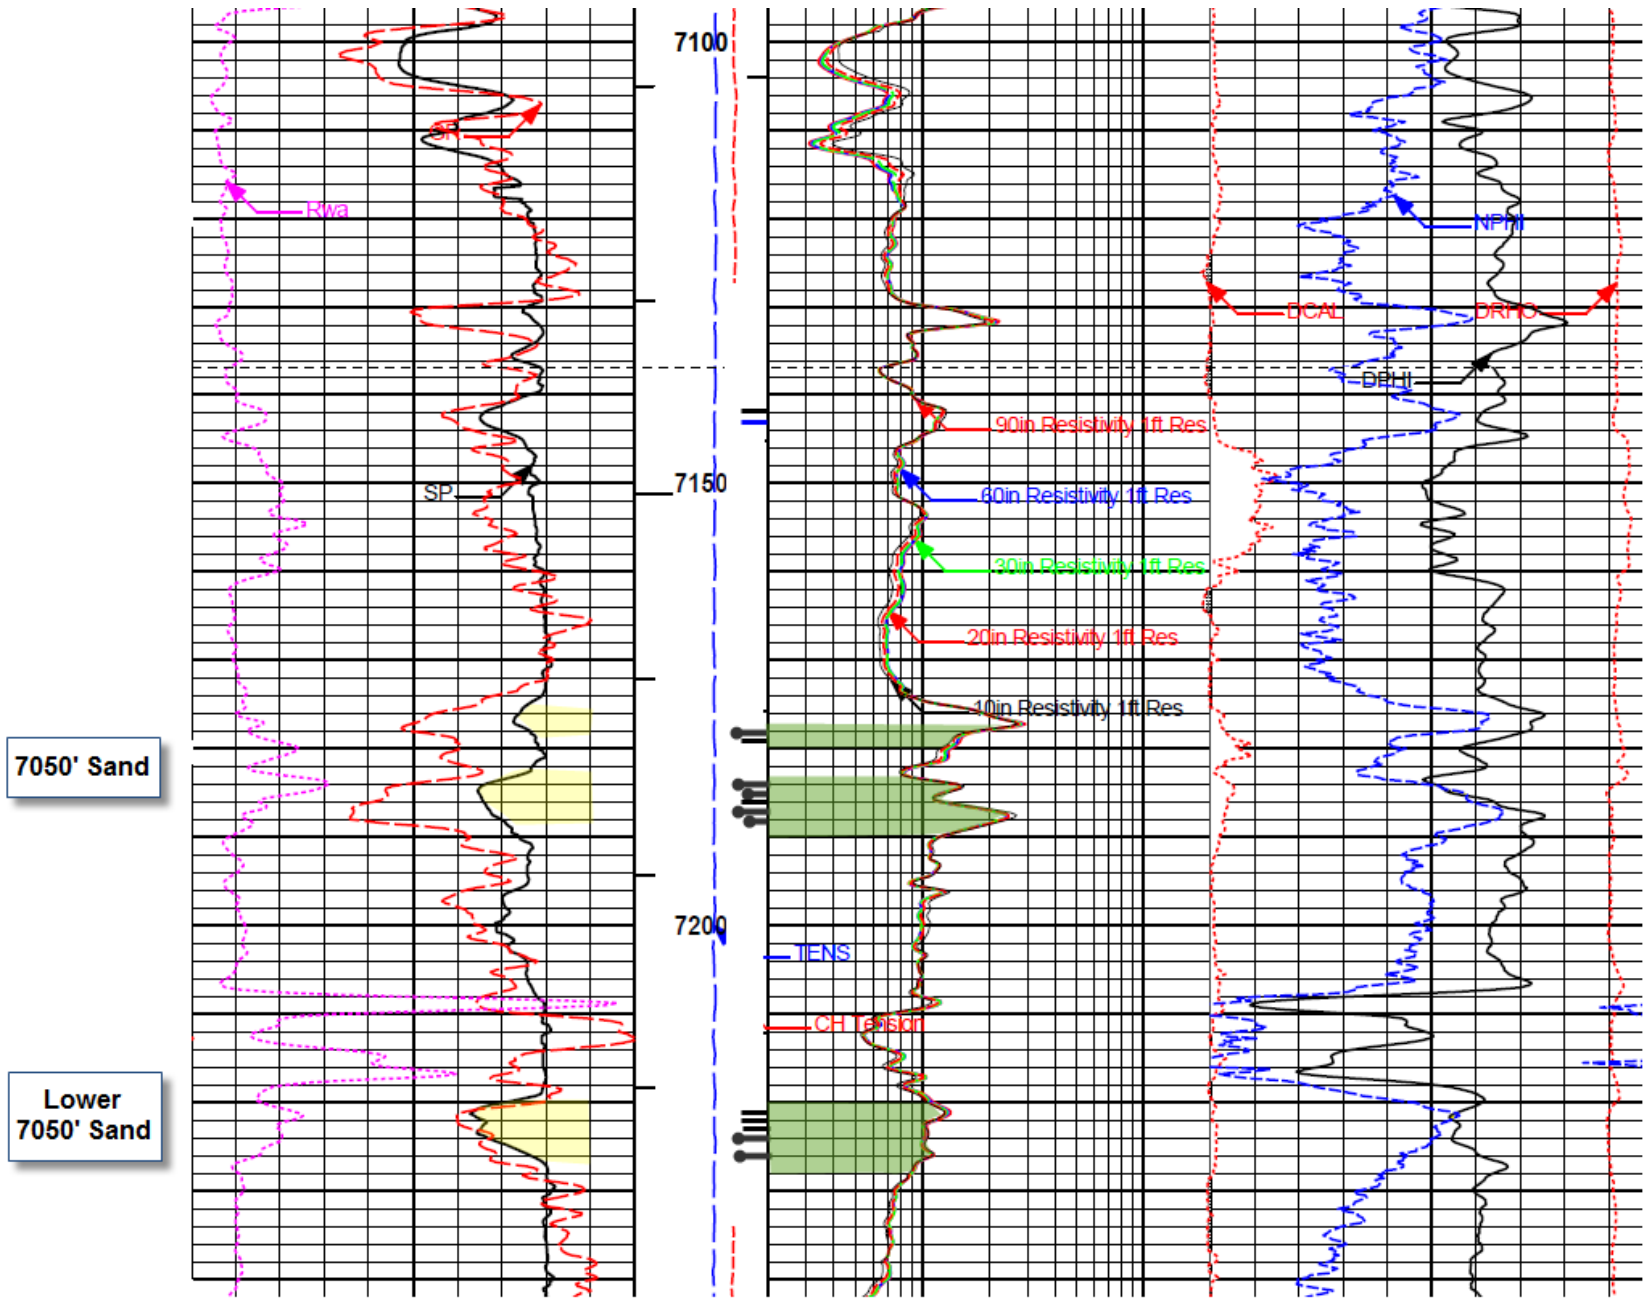 7100
GR
Rwa
NPHI
DCAL
DRHO
DPHI
90in Resistivity 1ft Res
SP
7150
60in Resistivity 1ft Res
30in Resistivity 1ft Res
20in Resistivity 1ft Res
10in Resistivity 1ft Res
7050' Sand
7200
TENS
CH Tension
Lower
7050' Sand